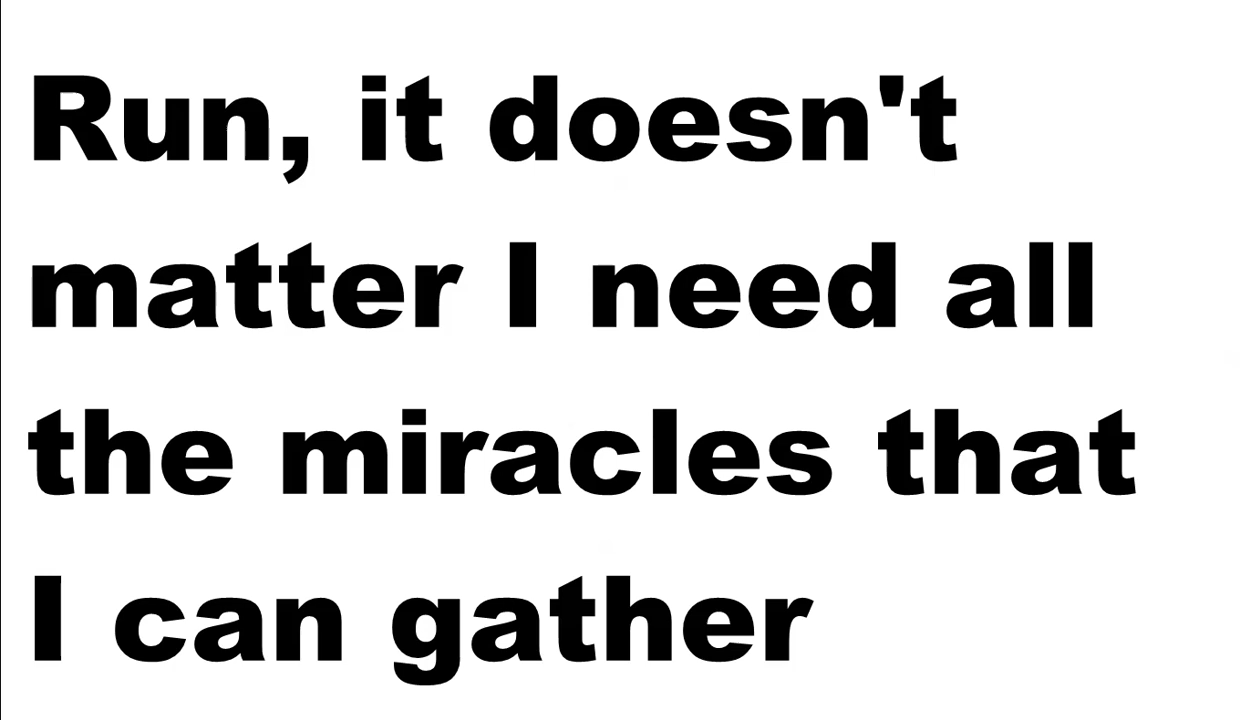 Run, it doesn't
matter I need all
the miracles that
I can gather